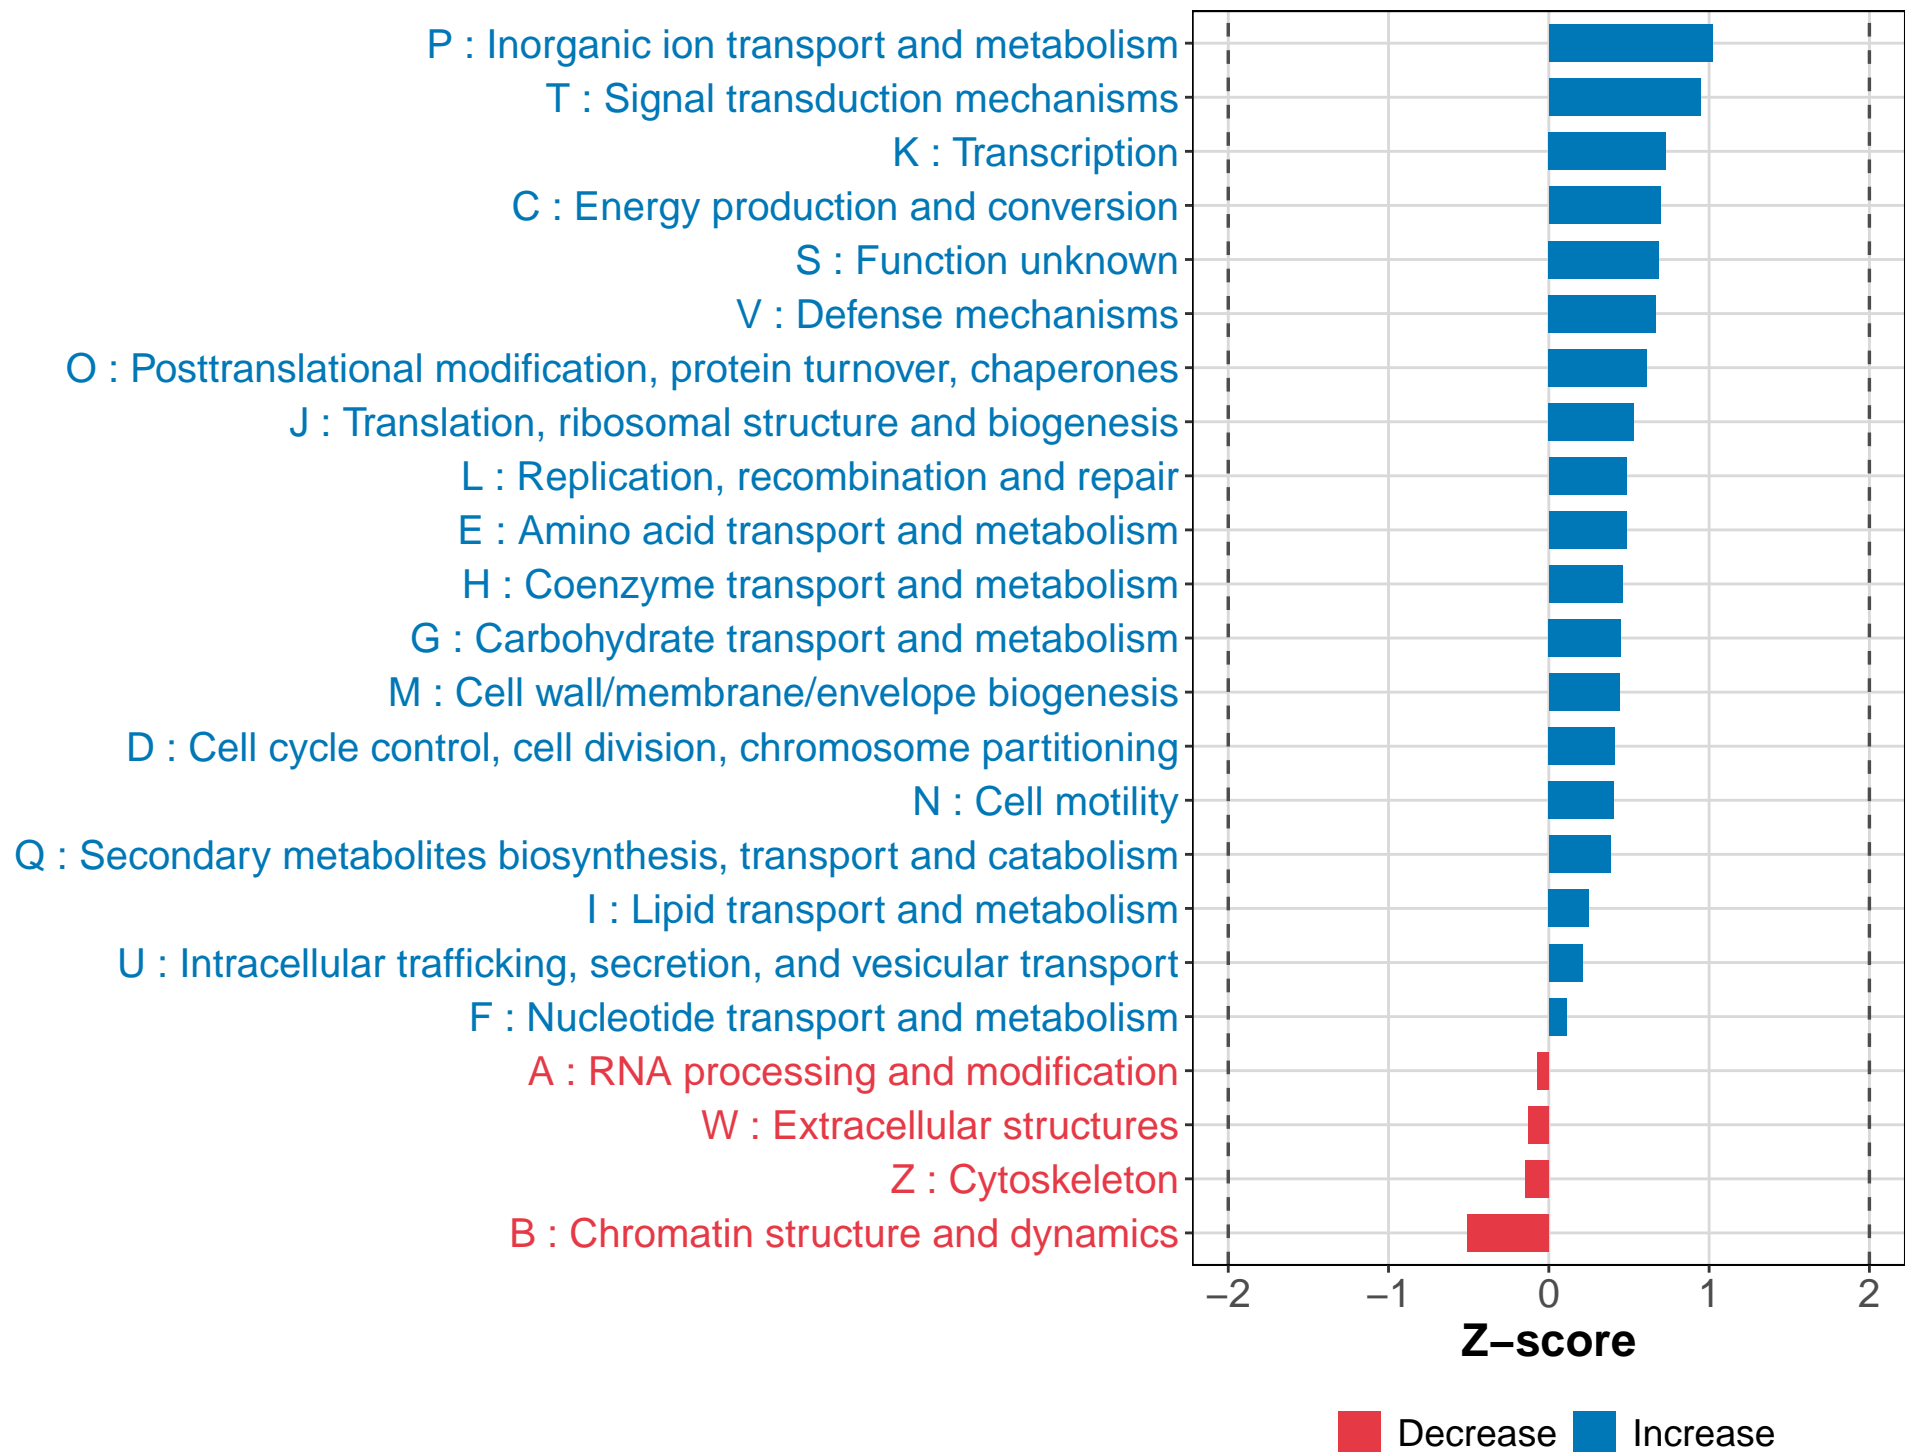 P : Inorganic ion transport and metabolism
T : Signal transduction mechanisms
K : Transcription
C : Energy production and conversion
S : Function unknown
V : Defense mechanisms
O : Posttranslational modification, protein turnover, chaperones
J : Translation, ribosomal structure and biogenesis
L : Replication, recombination and repair
E : Amino acid transport and metabolism
H : Coenzyme transport and metabolism
G : Carbohydrate transport and metabolism
M : Cell wall/membrane/envelope biogenesis
D : Cell cycle control, cell division, chromosome partitioning
N : Cell motility
Q : Secondary metabolites biosynthesis, transport and catabolism
I : Lipid transport and metabolism
U : Intracellular trafficking, secretion, and vesicular transport
F : Nucleotide transport and metabolism
A : RNA processing and modification
W : Extracellular structures
Z : Cytoskeleton
B : Chromatin structure and dynamics
−2 −1 0 1 2
Z−score
Decrease Increase